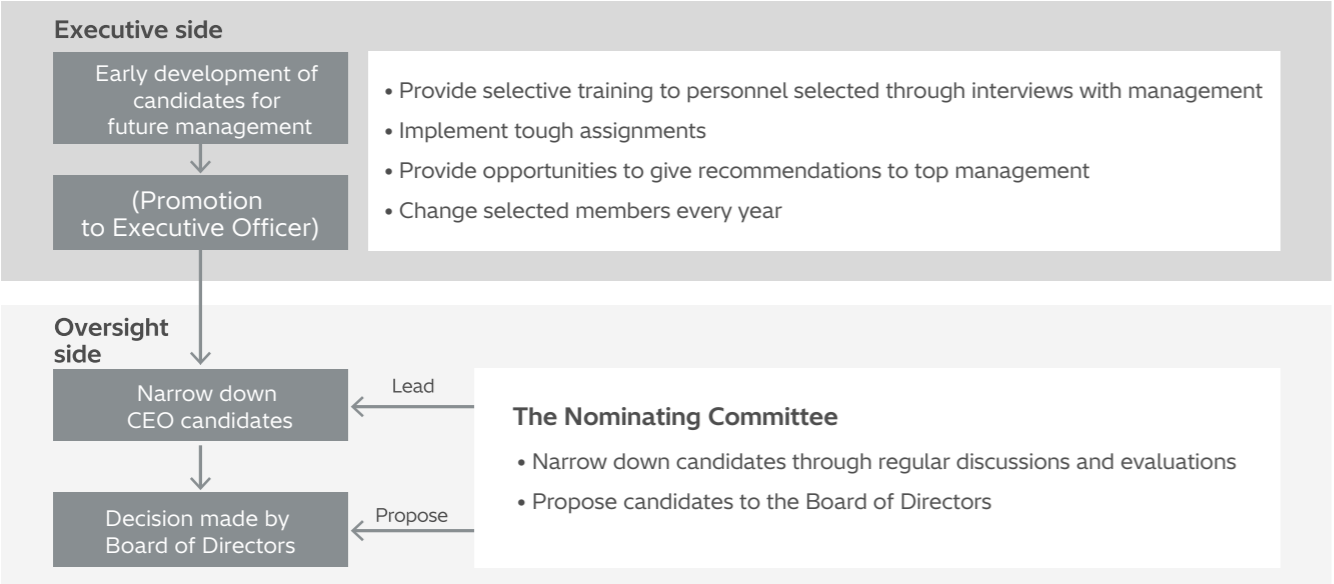 Executive side
Early development of
candidates for
future management
(Promotion
to Executive Officer)
• Provide selective training to personnel selected through interviews with management
• Implement tough assignments
• Provide opportunities to give recommendations to top management
• Change selected members every year
Oversight
side
Narrow down
CEO candidates
Lead
The Nominating Committee
• Narrow down candidates through regular discussions and evaluations
• Propose candidates to the Board of Directors
Decision made by
Board of Directors
Propose